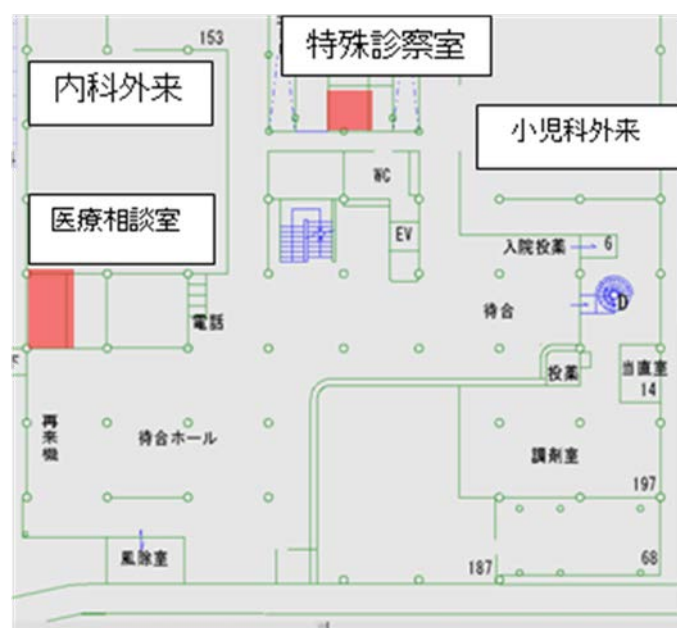 153
特殊診察室
内科外来
小児科外来
WC
医療相談室
EV
入院投薬
6
電話
待合
D
投薬
当直室
14
再来機
待合ホール
調剤室
197
風除室
187
68